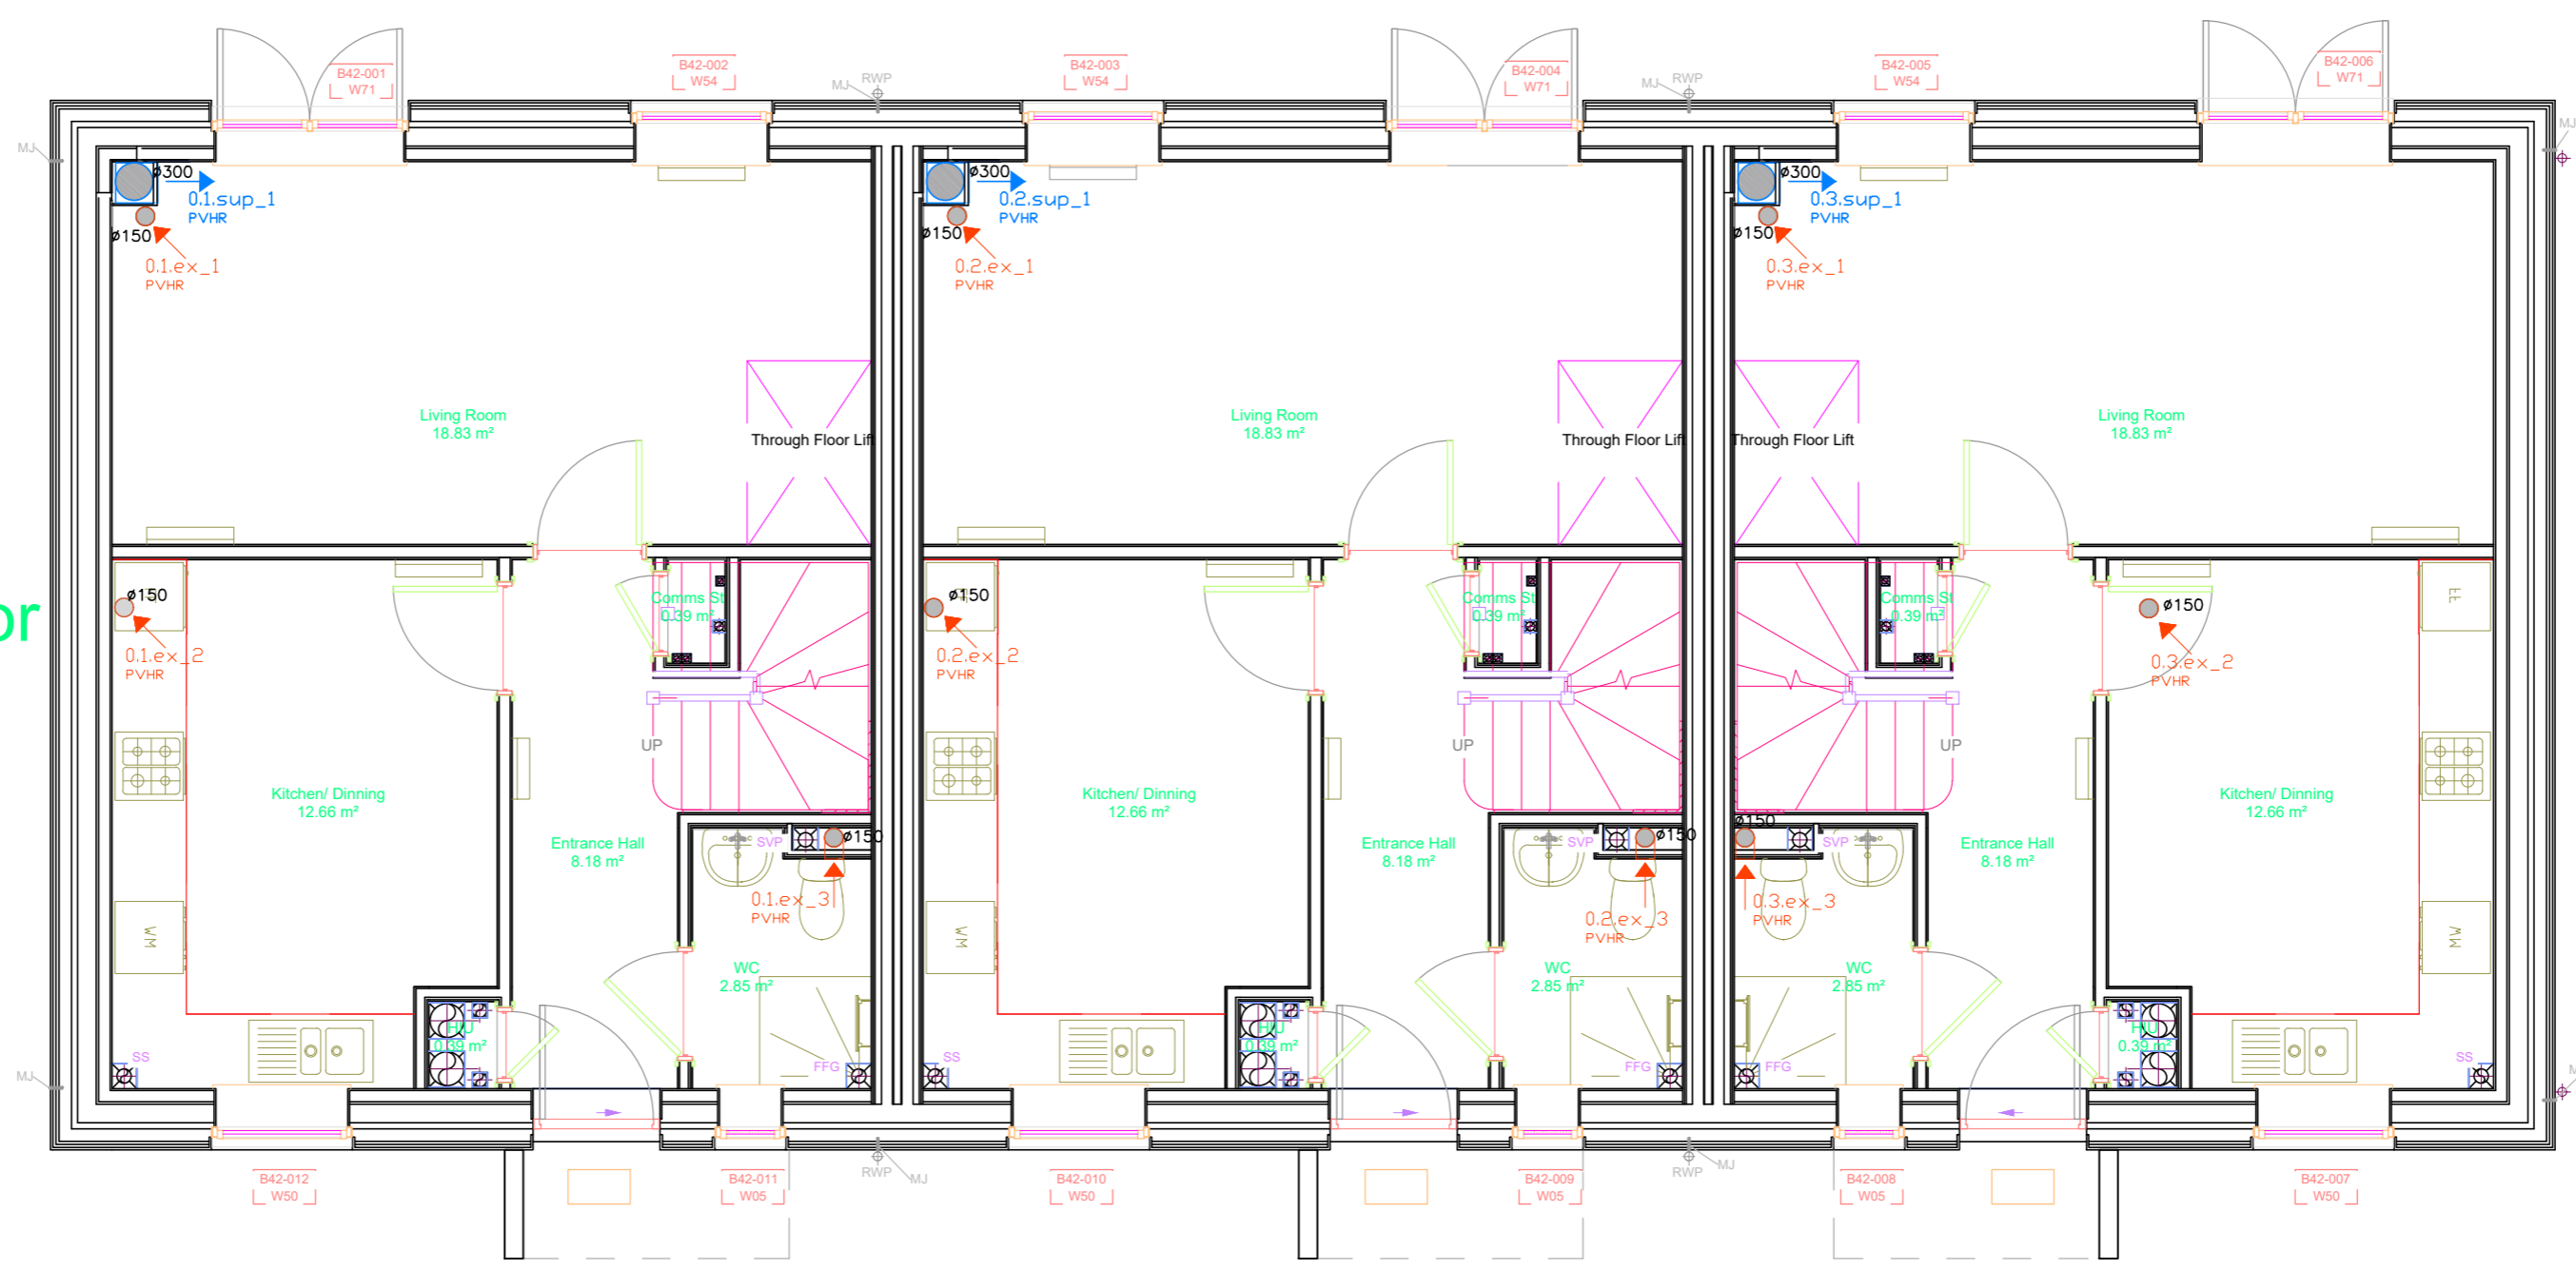 B42-001
W71
B42-002
W54
MJ
RWP
B42-003
W54
B42-004
W71
MJ
RWP
B42-005
W54
B42-006
W71
MJ
MJ
ø300
0.1.sup_1
PVHR
ø150
0.1.ex_1
PVHR
ø300
0.2.sup_1
PVHR
ø150
0.2.ex_1
PVHR
ø300
0.3.sup_1
PVHR
ø150
0.3.ex_1
PVHR
Living Room
18.83 m²
Through Floor Lift
Living Room
18.83 m²
Through Floor Lift
Through Floor Lift
Living Room
18.83 m²
or
ø150
0.1.ex_2
PVHR
Comms St
0.39 m²
ø150
0.2.ex_2
PVHR
Comms St
0.39 m²
Comms St
0.39 m²
ø150
0.3.ex_2
PVHR
FF
UP
UP
UP
Kitchen/ Dinning
12.66 m²
Kitchen/ Dinning
12.66 m²
Kitchen/ Dinning
12.66 m²
Entrance Hall
8.18 m²
SVP
ø150
0.1.ex_3
PVHR
Entrance Hall
8.18 m²
SVP
ø150
0.2.ex_3
PVHR
ø150
SVP
0.3.ex_3
PVHR
Entrance Hall
8.18 m²
WM
WM
WM
WC
2.85 m²
WC
2.85 m²
WC
2.85 m²
HIU
0.39 m²
HIU
0.39 m²
HIU
0.39 m²
SS
FFG
SS
FFG
FFG
SS
MJ
M
B42-012
W50
B42-011
W05
RWP
MJ
B42-010
W50
B42-009
W05
RWP
MJ
B42-008
W05
B42-007
W50